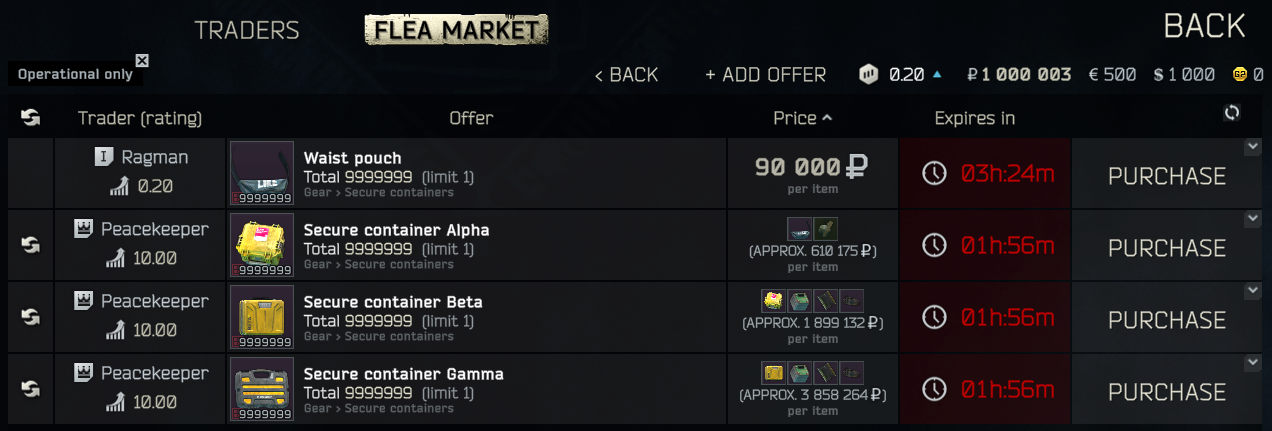 TRADERS
FLEA MARKET
BACK
Operational only
< BACK
+ ADD OFFER
0.20
₽ 1 000 003
€ 500
$ 1 000
GP 0
Trader (rating)
Offer
Price
Expires in
I Ragman
0.20
LIKE
9999999
Waist pouch
Total 9999999 (limit 1)
Gear > Secure containers
90 000 ₽
per item
03h:24m
PURCHASE
Peacekeeper
10.00
9999999
Secure container Alpha
Total 9999999 (limit 1)
Gear > Secure containers
(APPROX. 610 175 ₽)
per item
01h:56m
PURCHASE
Peacekeeper
10.00
9999999
Secure container Beta
Total 9999999 (limit 1)
Gear > Secure containers
(APPROX. 1 899 132 ₽)
per item
01h:56m
PURCHASE
Peacekeeper
10.00
9999999
Secure container Gamma
Total 9999999 (limit 1)
Gear > Secure containers
(APPROX. 3 858 264 ₽)
per item
01h:56m
PURCHASE